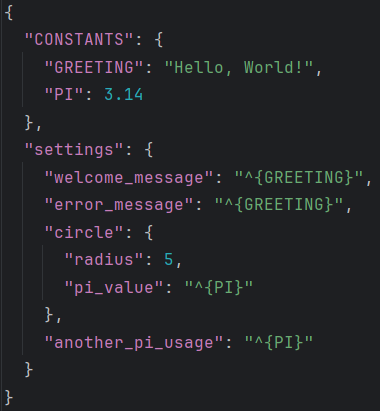 {
  "CONSTANTS": {
    "GREETING": "Hello, World!",
    "PI": 3.14
  },
  "settings": {
    "welcome_message": "^{GREETING}",
    "error_message": "^{GREETING}",
    "circle": {
      "radius": 5,
      "pi_value": "^{PI}"
    },
    "another_pi_usage": "^{PI}"
  }
}